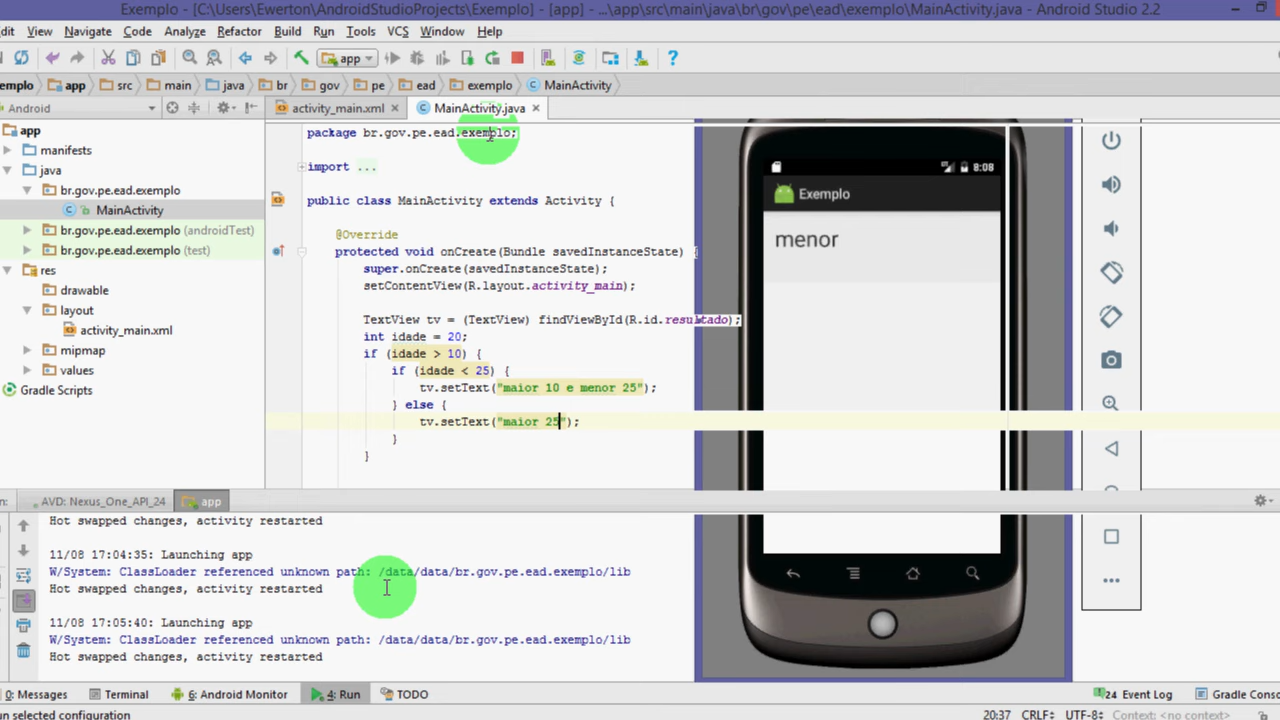 Exemplo - [C:\Users\Ewerton\AndroidStudioProjects\Exemplo] - [app] - ...\app\src\main\java\br\gov\pe\ead\exemplo\MainActivity.java - Android Studio 2.2
dit View Navigate Code Analyze Refactor Build Run Tools VCS Window Help
app
emplo app src main java br gov pe ead exemplo MainActivity
Android
activity_main.xml
MainActivity.java
app
manifests
java
br.gov.pe.ead.exemplo
MainActivity
br.gov.pe.ead.exemplo (androidTest)
br.gov.pe.ead.exemplo (test)
res
drawable
layout
activity_main.xml
mipmap
values
Gradle Scripts
package br.gov.pe.ead.exemplo;
import ...
public class MainActivity extends Activity {
@Override
protected void onCreate(Bundle savedInstanceState) {
super.onCreate(savedInstanceState);
setContentView(R.layout.activity_main);
TextView tv = (TextView) findViewById(R.id.resultado);
int idade = 20;
if (idade > 10) {
if (idade < 25) {
tv.setText("maior 10 e menor 25");
} else {
tv.setText("maior 25");
}
}
8:08
Exemplo
menor
n: AVD: Nexus_One_API_24 app
Hot swapped changes, activity restarted
11/08 17:04:35: Launching app
W/System: ClassLoader referenced unknown path: /data/data/br.gov.pe.ead.exemplo/lib
Hot swapped changes, activity restarted
11/08 17:05:40: Launching app
W/System: ClassLoader referenced unknown path: /data/data/br.gov.pe.ead.exemplo/lib
Hot swapped changes, activity restarted
0: Messages Terminal 6: Android Monitor 4: Run TODO 24 Event Log Gradle Conso
un selected configuration 20:37 CRLF UTF-8 Context: <no context>